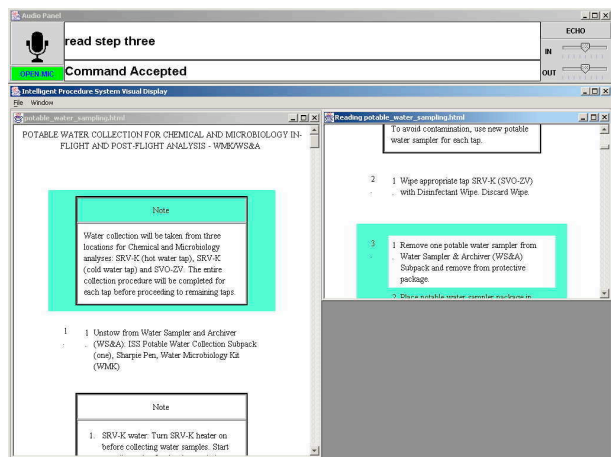 Audio Panel
read step three
OPEN MIC
Command Accepted
ECHO
IN
OUT
Intelligent Procedure System Visual Display
File Window
potable_water_sampling.html
POTABLE WATER COLLECTION FOR CHEMICAL AND MICROBIOLOGY IN-
FLIGHT AND POST-FLIGHT ANALYSIS - WMK/WS&A
Note
Water collection will be taken from three
locations for Chemical and Microbiology
analyses: SRV-K (hot water tap), SRV-K
(cold water tap) and SVO-ZV. The entire
collection procedure will be completed for
each tap before proceeding to remaining taps.
1 1 Unstow from Water Sampler and Archiver
. . (WS&A): ISS Potable Water Collection Subpack
(one), Sharpie Pen, Water Microbiology Kit
(WMK)
Note
1. SRV-K water: Turn SRV-K heater on
before collecting water samples. Start
Reading potable_water_sampling.html
To avoid contamination, use new potable
water sampler for each tap.
2 1 Wipe appropriate tap SRV-K (SVO-ZV)
. . with Disinfectant Wipe. Discard Wipe.
3 1 Remove one potable water sampler from
. . Water Sampler & Archiver (WS&A)
Subpack and remove from protective
package.
2 Place potable water sampler package in